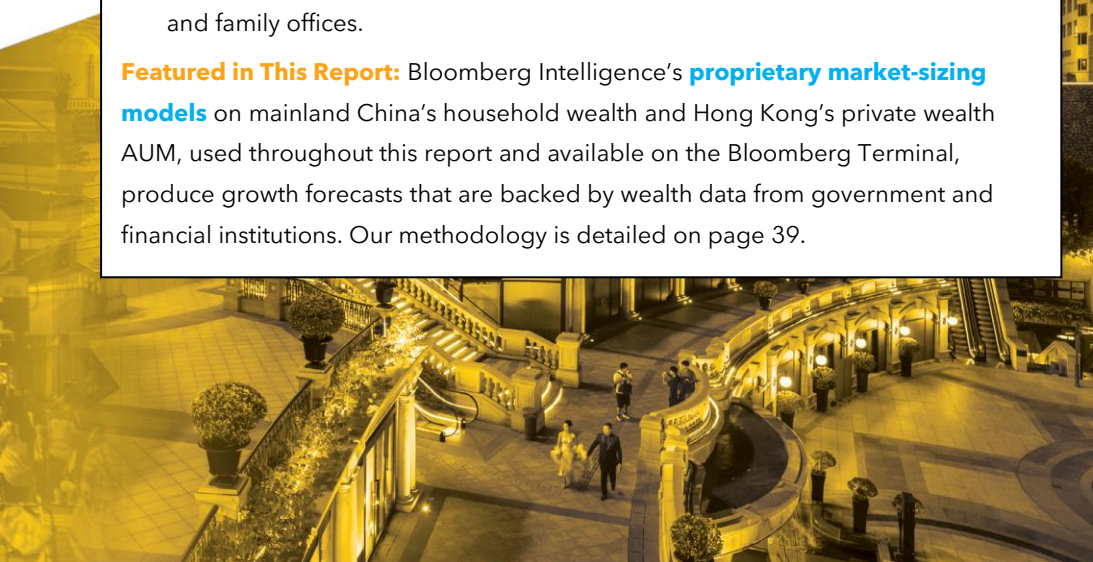 and family offices.
Featured in This Report: Bloomberg Intelligence’s proprietary market-sizing
models on mainland China’s household wealth and Hong Kong’s private wealth
AUM, used throughout this report and available on the Bloomberg Terminal,
produce growth forecasts that are backed by wealth data from government and
financial institutions. Our methodology is detailed on page 39.